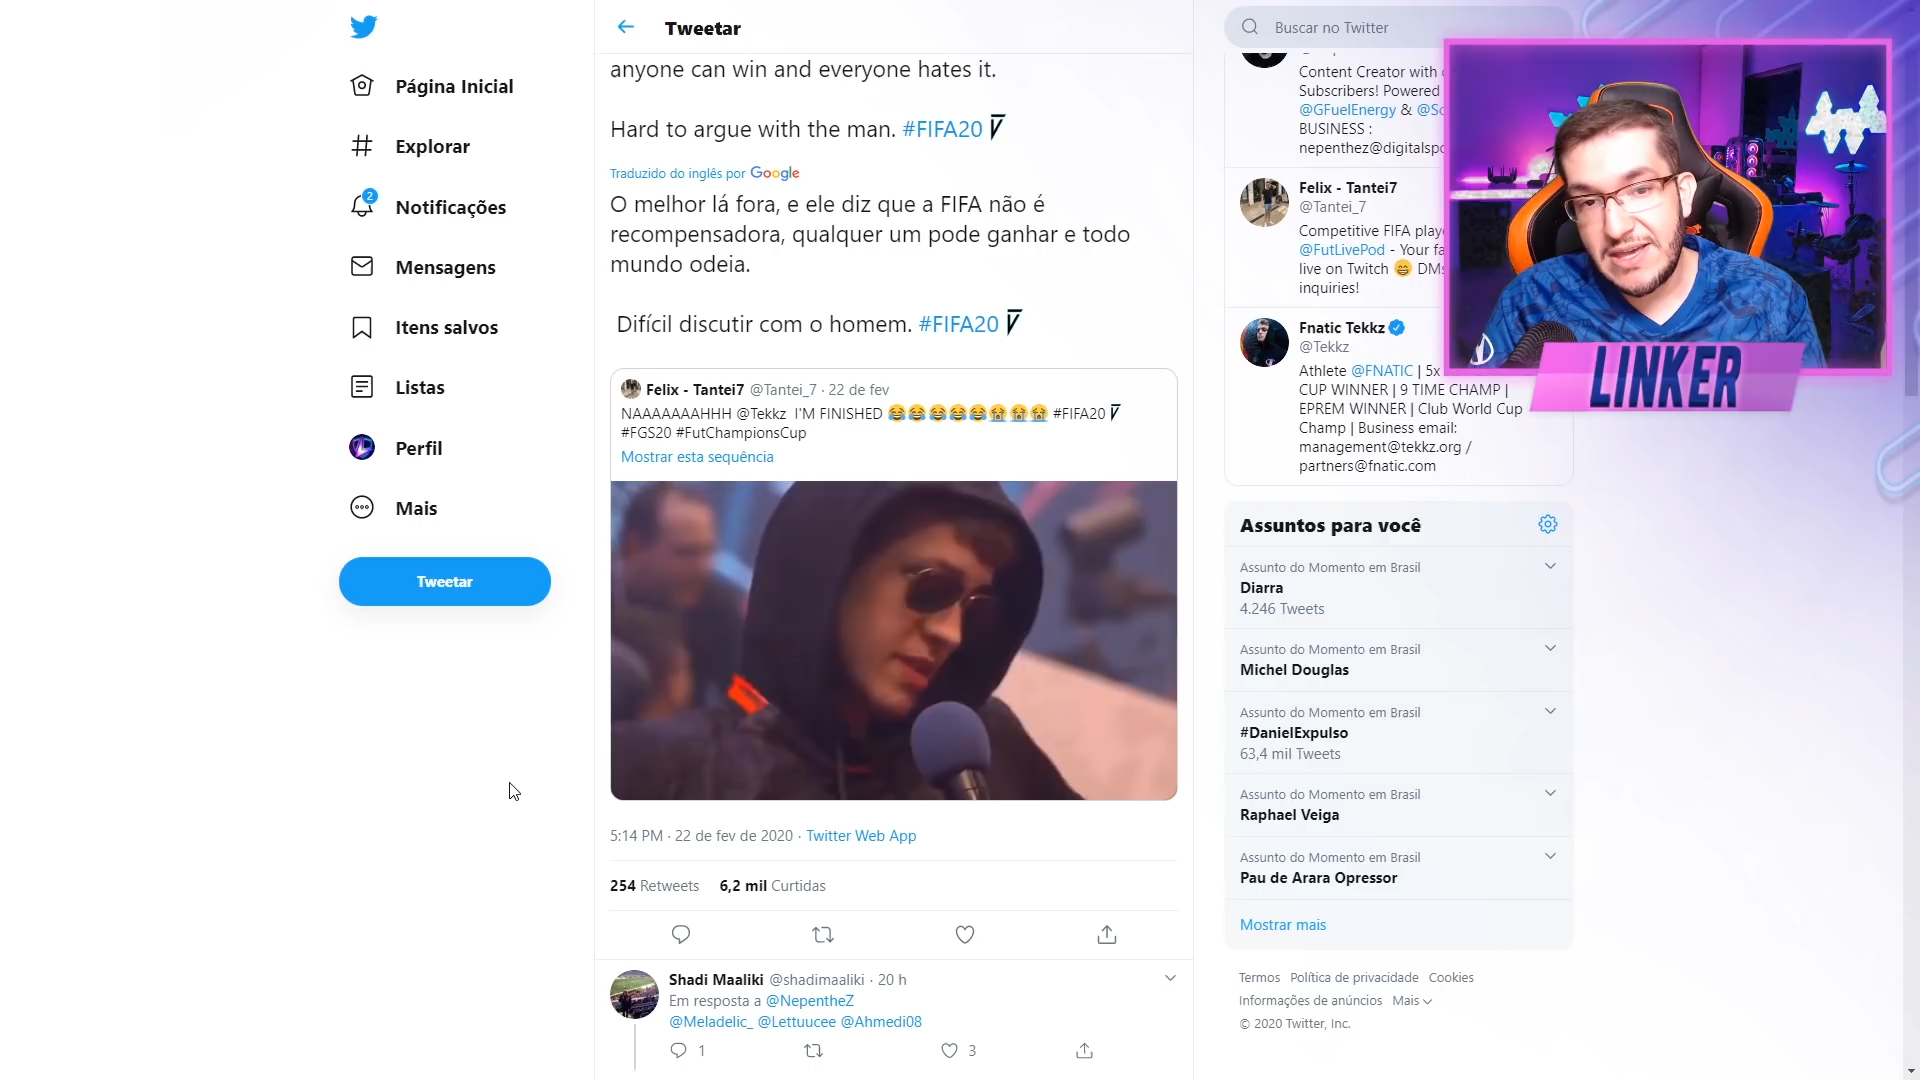 Página Inicial
Explorar
2
Notificações
Mensagens
Itens salvos
Listas
Perfil
Mais
Tweetar
Tweetar
anyone can win and everyone hates it.
Hard to argue with the man. #FIFA20
Traduzido do inglês por Google
O melhor lá fora, e ele diz que a FIFA não é
recompensadora, qualquer um pode ganhar e todo
mundo odeia.
Difícil discutir com o homem. #FIFA20
Felix - Tantei7 @Tantei_7 · 22 de fev
NAAAAAAAHHH @Tekkz I'M FINISHED 😂😂😂😂😂😭😭😭 #FIFA20
#FGS20 #FutChampionsCup
Mostrar esta sequência
5:14 PM · 22 de fev de 2020 · Twitter Web App
254 Retweets 6,2 mil Curtidas
Shadi Maaliki @shadimaaliki · 20 h
Em resposta a @NepentheZ
@Meladelic_ @Lettuucee @Ahmedi08
1 3
Buscar no Twitter
Content Creator with
Subscribers! Powered
@GFuelEnergy &
BUSINESS :
Felix - Tantei7
@Tantei_7
Competitive FIFA
@FutLivePod - Your
live on Twitch 😁
inquiries!
Fnatic Tekkz
@Tekkz
Athlete @FNATIC | 5x
CUP WINNER | 9 TIME CHAMP |
EPREM WINNER | Club World Cup
Champ | Business email:
management@tekkz.org /
partners@fnatic.com
LINKER
Assuntos para você
Assunto do Momento em Brasil
Diarra
4.246 Tweets
Assunto do Momento em Brasil
Michel Douglas
Assunto do Momento em Brasil
#DanielExpulso
63,4 mil Tweets
Assunto do Momento em Brasil
Raphael Veiga
Assunto do Momento em Brasil
Pau de Arara Opressor
Mostrar mais
Termos Política de privacidade Cookies
Informações de anúncios Mais
© 2020 Twitter, Inc.